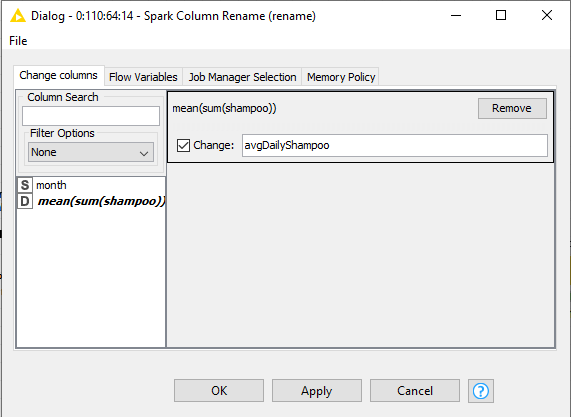 Dialog - 0:110:64:14 - Spark Column Rename (rename)
File
Change columns Flow Variables Job Manager Selection Memory Policy
Column Search
Filter Options
None
S month
D mean(sum(shampoo))
mean(sum(shampoo))
Remove
Change: avgDailyShampoo
OK Apply Cancel ?